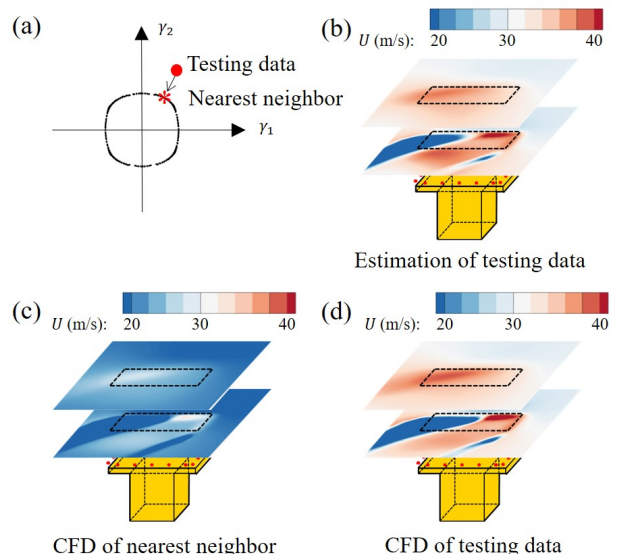 (a)
γ₂
Testing data
Nearest neighbor
γ₁
(b)
U (m/s): 20 30 40
Estimation of testing data
(c)
U (m/s): 20 30 40
CFD of nearest neighbor
(d)
U (m/s): 20 30 40
CFD of testing data